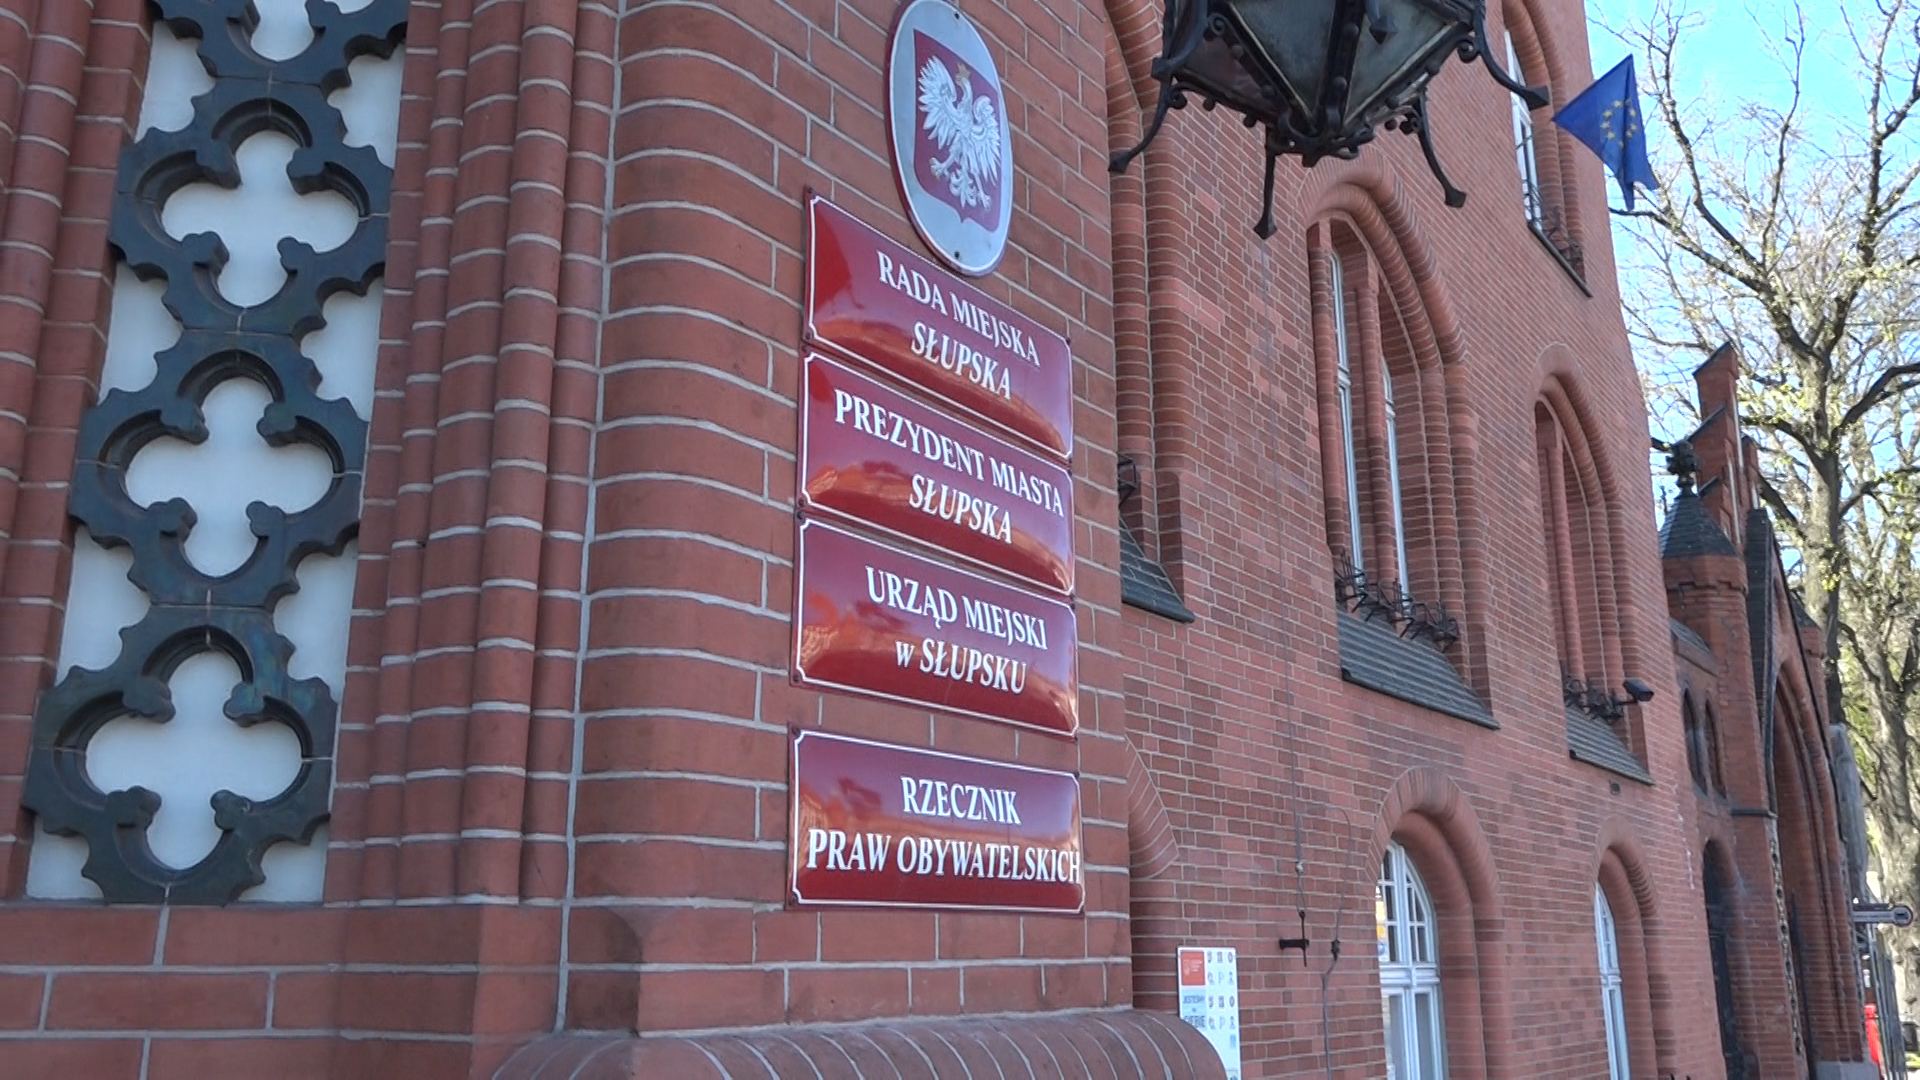 RADA MIEJSKA
SŁUPSKA
PREZYDENT MIASTA
SŁUPSKA
URZĄD MIEJSKI
w SŁUPSKU
RZECZNIK
PRAW OBYWATELSKICH